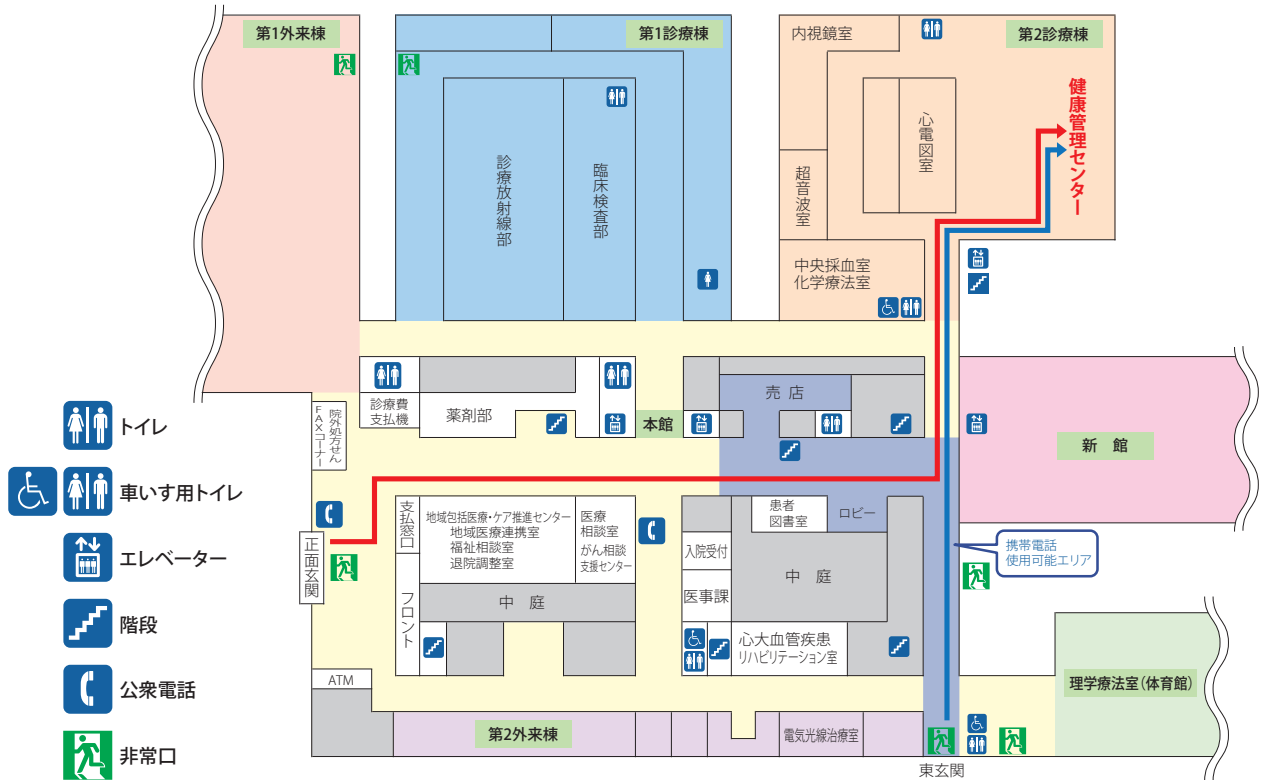 第1外来棟
第1診療棟
内視鏡室
第2診療棟
健康管理センター
心電図室
診療放射線部
臨床検査部
超音波室
中央採血室
化学療法室
トイレ
車いす用トイレ
エレベーター
階段
公衆電話
非常口
診療費
支払機
薬剤部
本館
売店
新館
院外処方せん
FAXコーナー
正面玄関
支払窓口
地域包括医療・ケア推進センター
地域医療連携室
福祉相談室
退院調整室
医療
相談室
がん相談
支援センター
患者
図書室
ロビー
入院受付
携帯電話
使用可能エリア
フロント
中庭
医事課
中庭
心大血管疾患
リハビリテーション室
ATM
理学療法室(体育館)
第2外来棟
電気光線治療室
東玄関